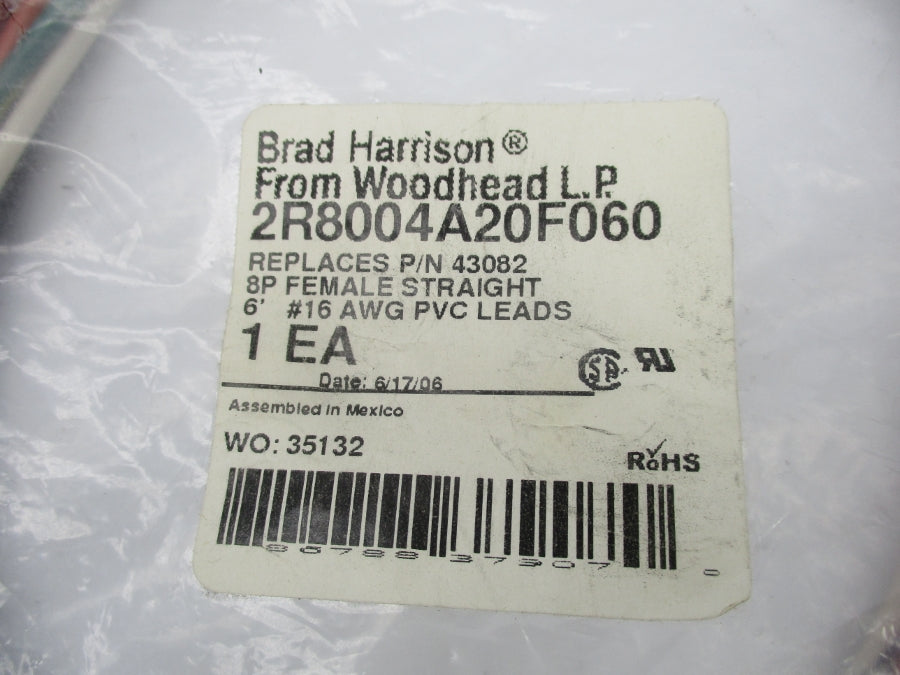 Brad Harrison®
From Woodhead L.P.
2R8004A20F060
REPLACES P/N 43082
8P FEMALE STRAIGHT
6' #16 AWG PVC LEADS
1 EA
Date: 6/17/06
Assembled in Mexico
WO: 35132
RoHS